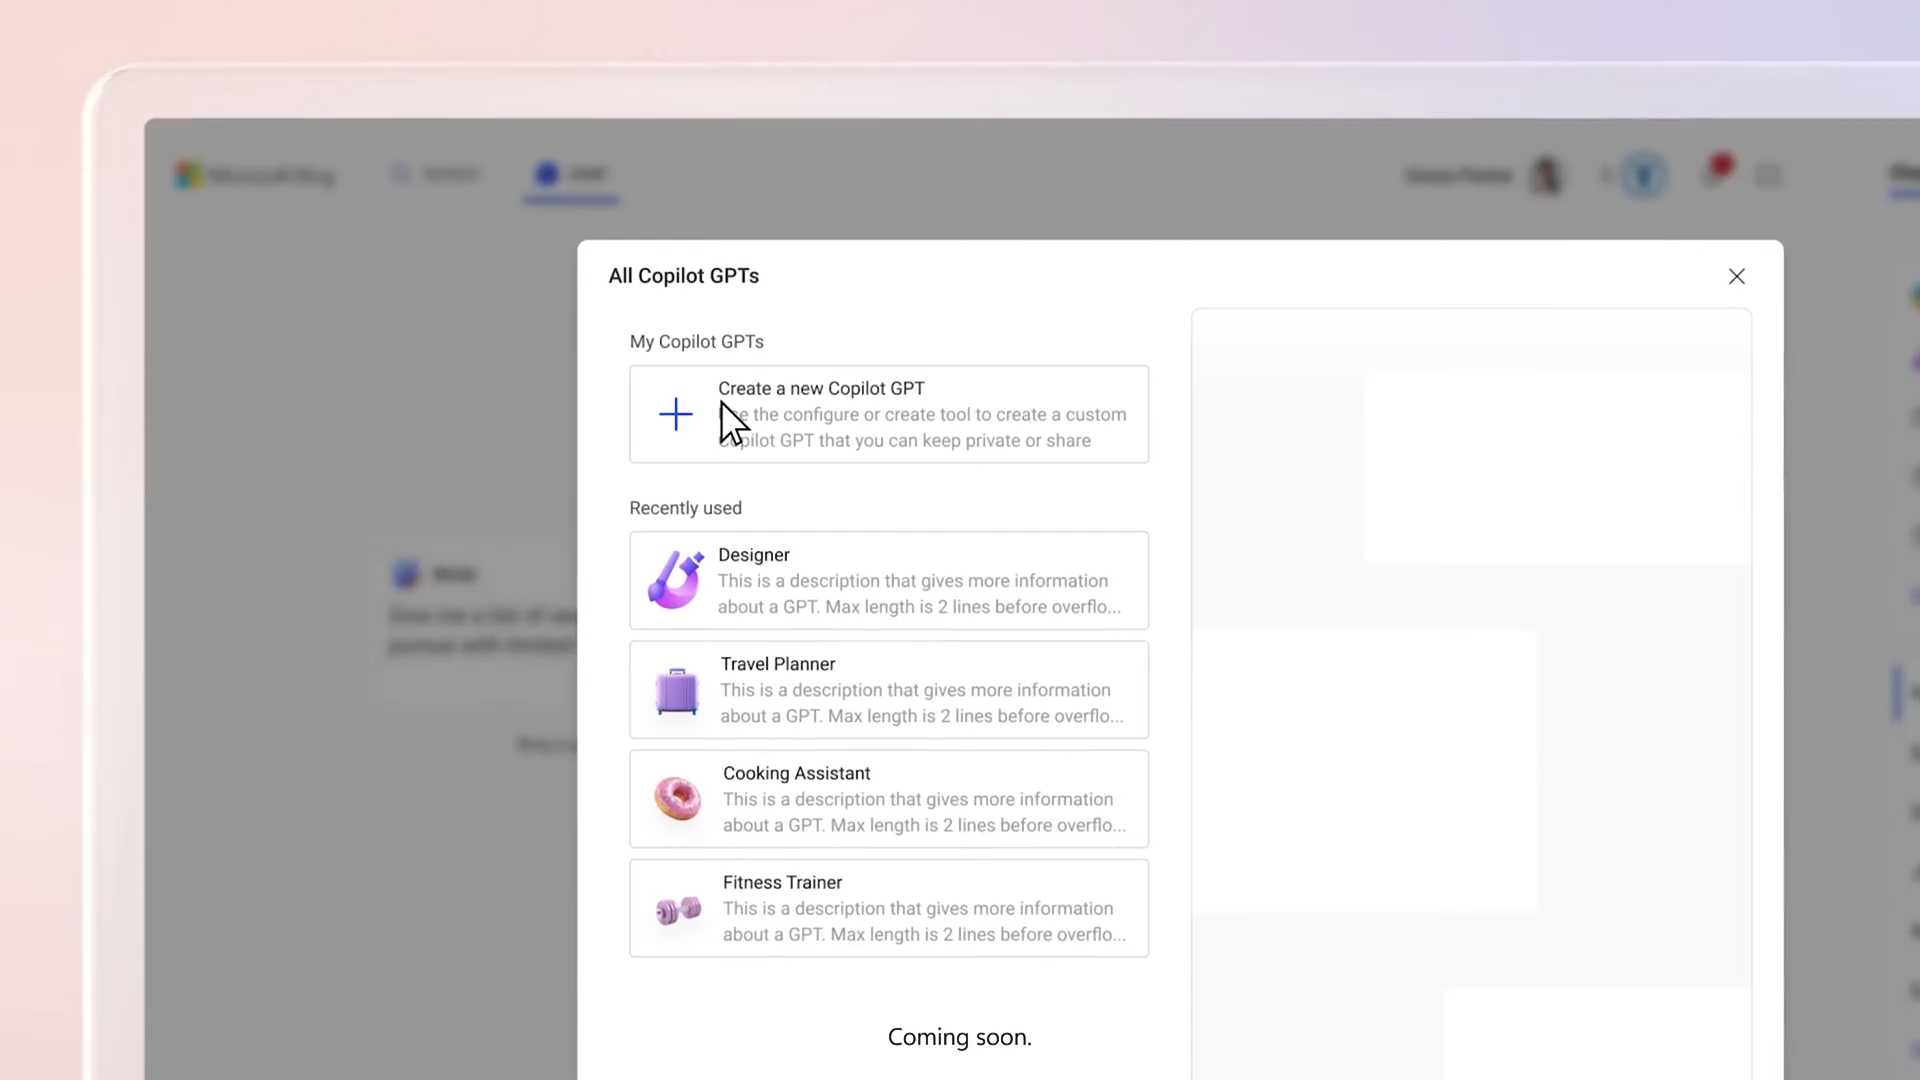 All Copilot GPTs
My Copilot GPTs
Create a new Copilot GPT
the configure or create tool to create a custom
GPT that you can keep private or share
Recently used
Designer
This is a description that gives more information
about a GPT. Max length is 2 lines before overflo...
Travel Planner
This is a description that gives more information
about a GPT. Max length is 2 lines before overflo...
Cooking Assistant
This is a description that gives more information
about a GPT. Max length is 2 lines before overflo...
Fitness Trainer
This is a description that gives more information
about a GPT. Max length is 2 lines before overflo...
Coming soon.